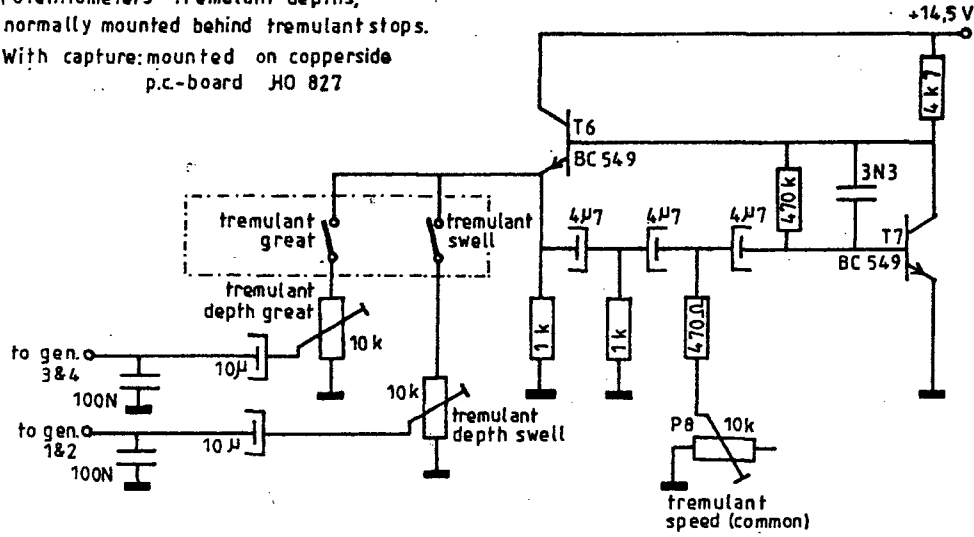 normally mounted behind tremulant stops.
With capture: mounted on copperside
p.c.-board HO 827
+14,5 V
4k7
T6
BC 549
3N3
470k
T7
BC 549
4µ7
4µ7
4µ7
tremulant
great
tremulant
swell
tremulant
depth great
10k
1k
1k
470Ω
to gen.
3&4
10µ
100N
10k
tremulant
depth swell
to gen.
1&2
10µ
100N
P8
10k
tremulant
speed (common)